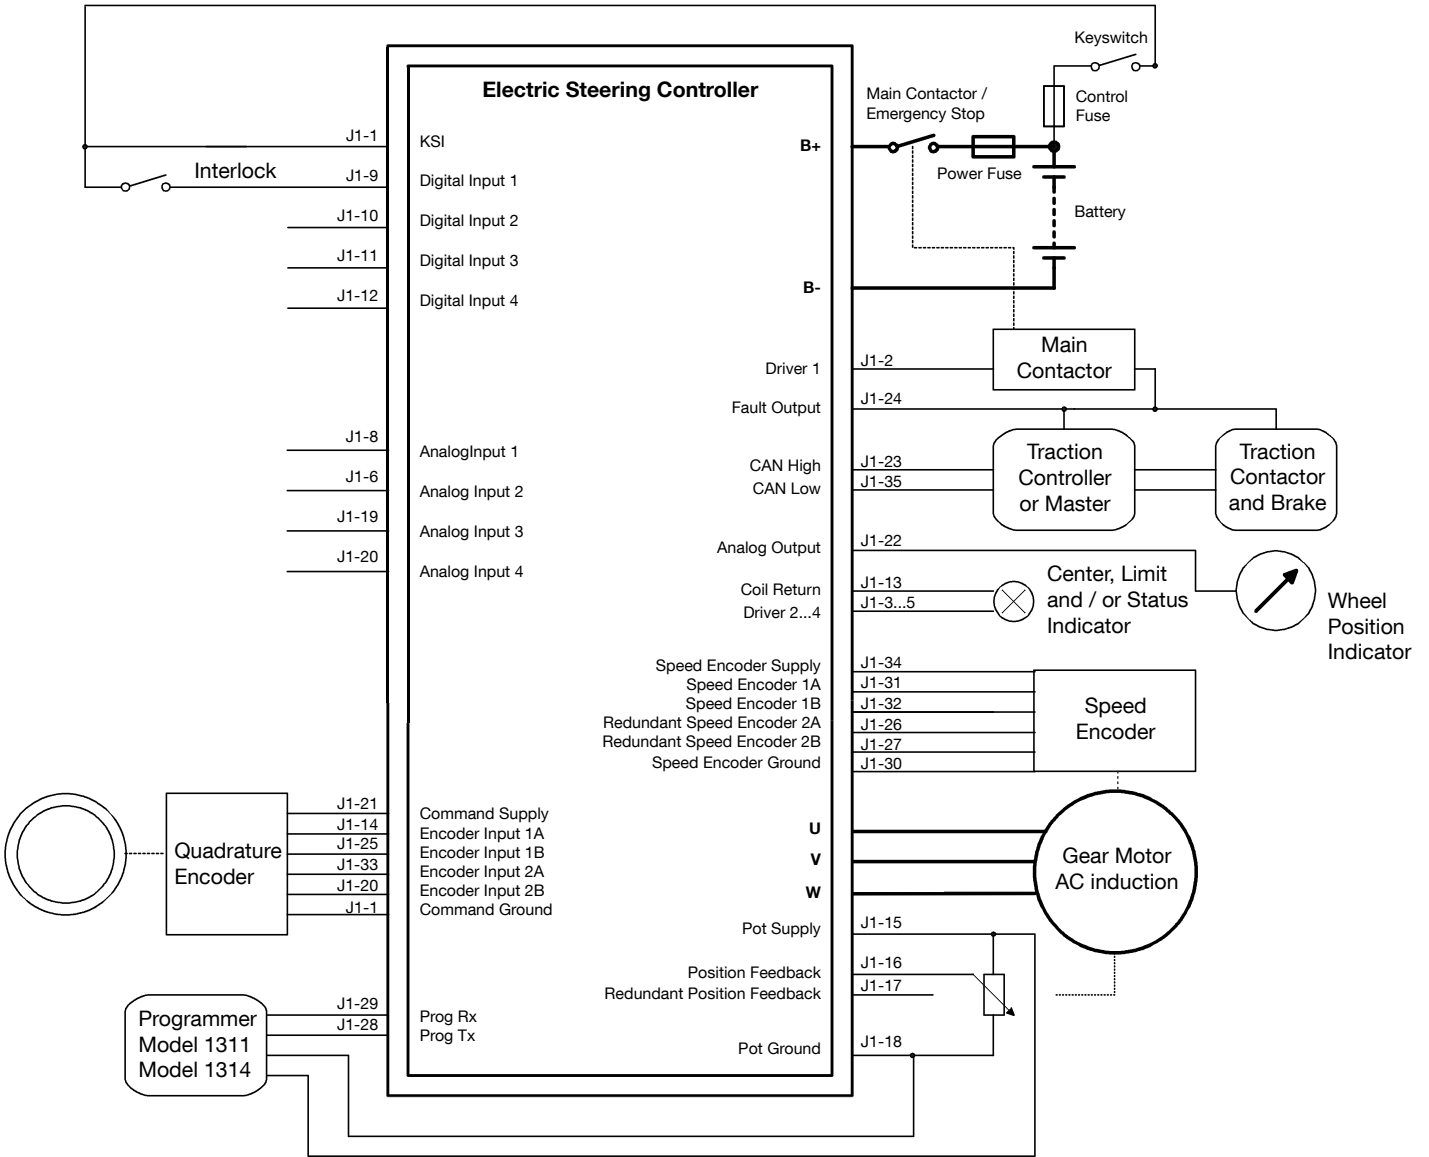 Electric Steering Controller
Keyswitch
Control
Fuse
Main Contactor /
Emergency Stop
Power Fuse
Battery
J1-1
KSI
Interlock
J1-9
Digital Input 1
J1-10
Digital Input 2
J1-11
Digital Input 3
J1-12
Digital Input 4
J1-8
AnalogInput 1
J1-6
Analog Input 2
J1-19
Analog Input 3
J1-20
Analog Input 4
J1-21
Command Supply
J1-14
Encoder Input 1A
J1-25
Encoder Input 1B
J1-33
Encoder Input 2A
J1-20
Encoder Input 2B
J1-1
Command Ground
Quadrature
Encoder
J1-29
Prog Rx
J1-28
Prog Tx
Programmer
Model 1311
Model 1314
B+
B-
Driver 1
J1-2
Main
Contactor
Fault Output
J1-24
CAN High
J1-23
CAN Low
J1-35
Traction
Controller
or Master
Traction
Contactor
and Brake
Analog Output
J1-22
Coil Return
J1-13
Driver 2...4
J1-3...5
Center, Limit
and / or Status
Indicator
Wheel
Position
Indicator
Speed Encoder Supply
J1-34
Speed Encoder 1A
J1-31
Speed Encoder 1B
J1-32
Redundant Speed Encoder 2A
J1-26
Redundant Speed Encoder 2B
J1-27
Speed Encoder Ground
J1-30
Speed
Encoder
U
V
W
Gear Motor
AC induction
Pot Supply
J1-15
Position Feedback
J1-16
Redundant Position Feedback
J1-17
Pot Ground
J1-18